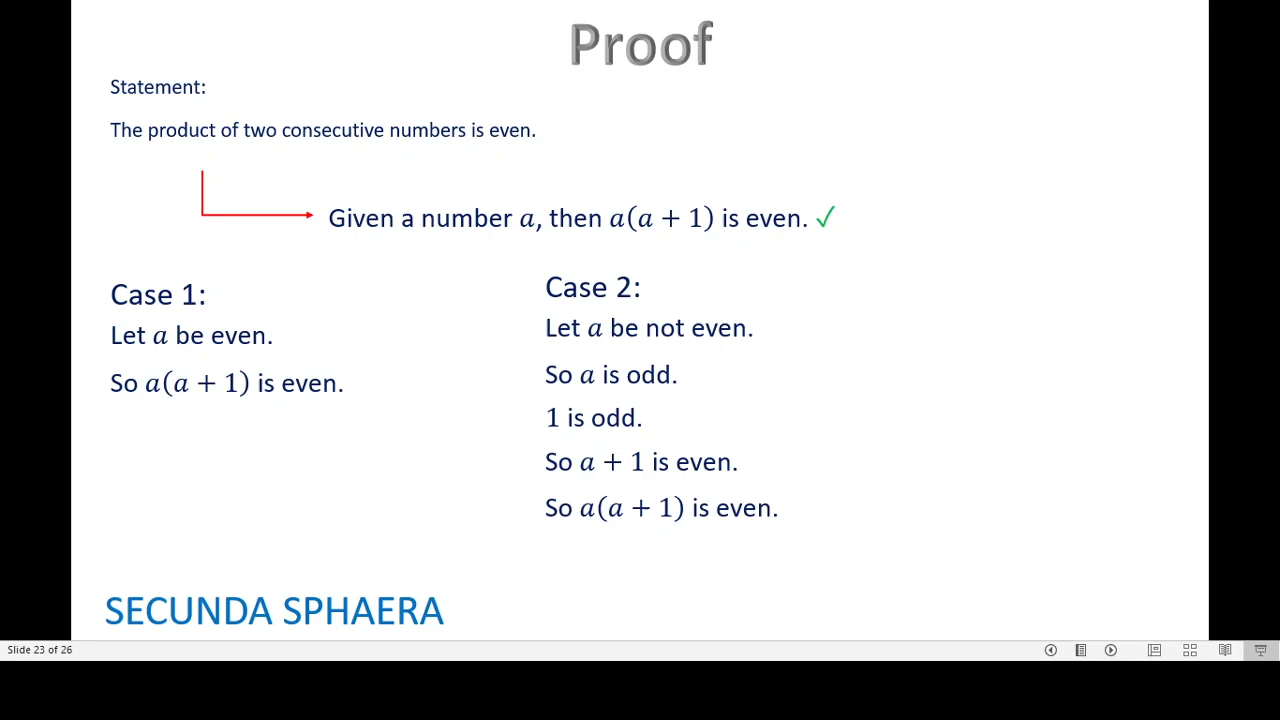 Proof
Statement:
The product of two consecutive numbers is even.
Given a number a, then a(a + 1) is even. ✓
Case 1:
Let a be even.
So a(a + 1) is even.
Case 2:
Let a be not even.
So a is odd.
1 is odd.
So a + 1 is even.
So a(a + 1) is even.
SECUNDA SPHAERA
Slide 23 of 26